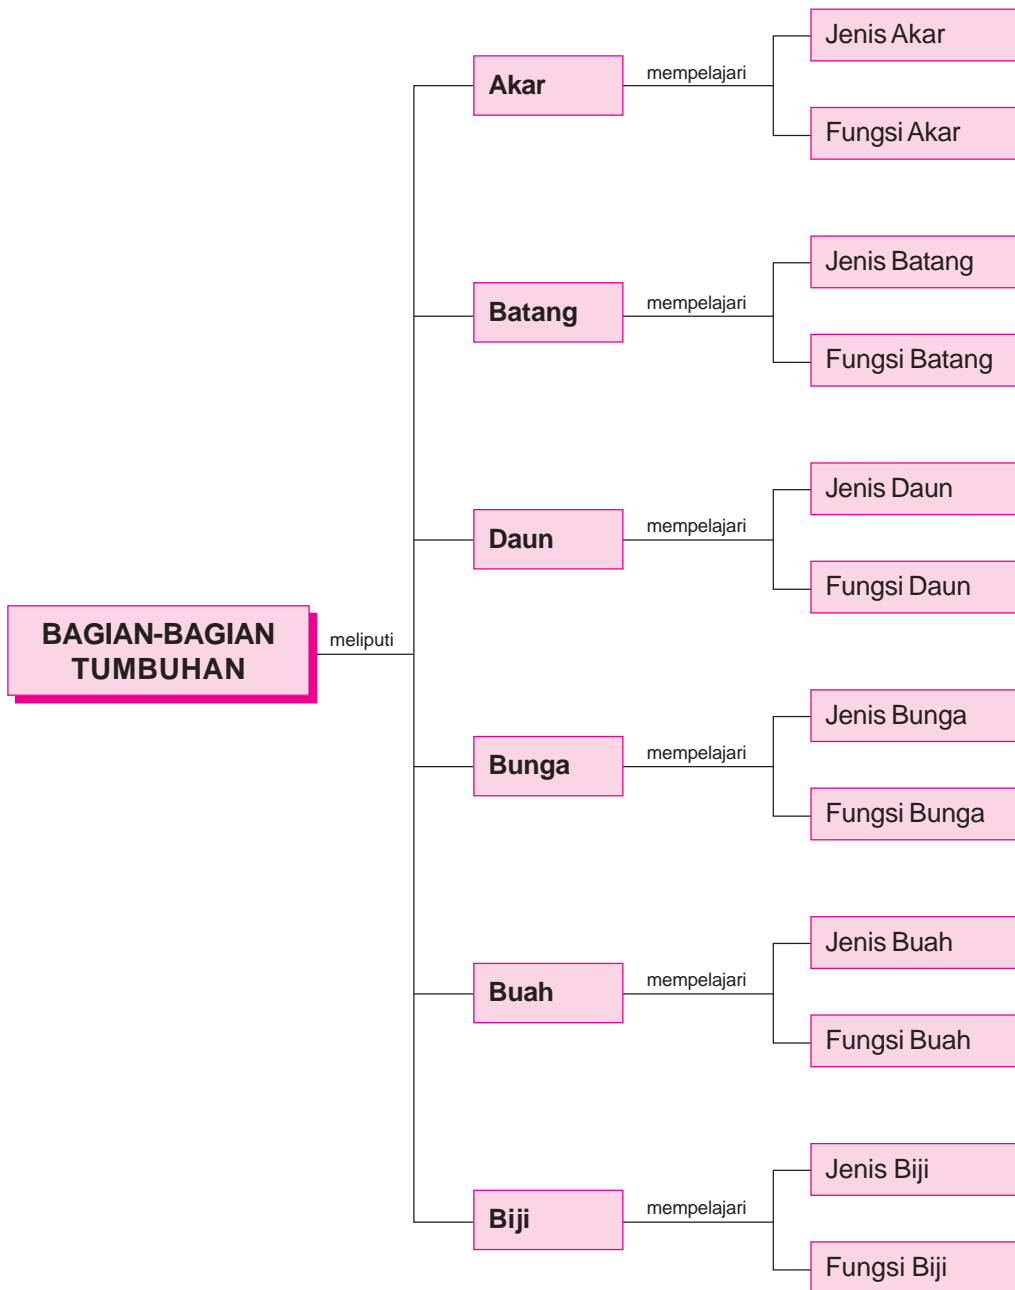 BAGIAN-BAGIAN
TUMBUHAN
meliputi
Akar
mempelajari
Jenis Akar
Fungsi Akar
Batang
mempelajari
Jenis Batang
Fungsi Batang
Daun
mempelajari
Jenis Daun
Fungsi Daun
Bunga
mempelajari
Jenis Bunga
Fungsi Bunga
Buah
mempelajari
Jenis Buah
Fungsi Buah
Biji
mempelajari
Jenis Biji
Fungsi Biji